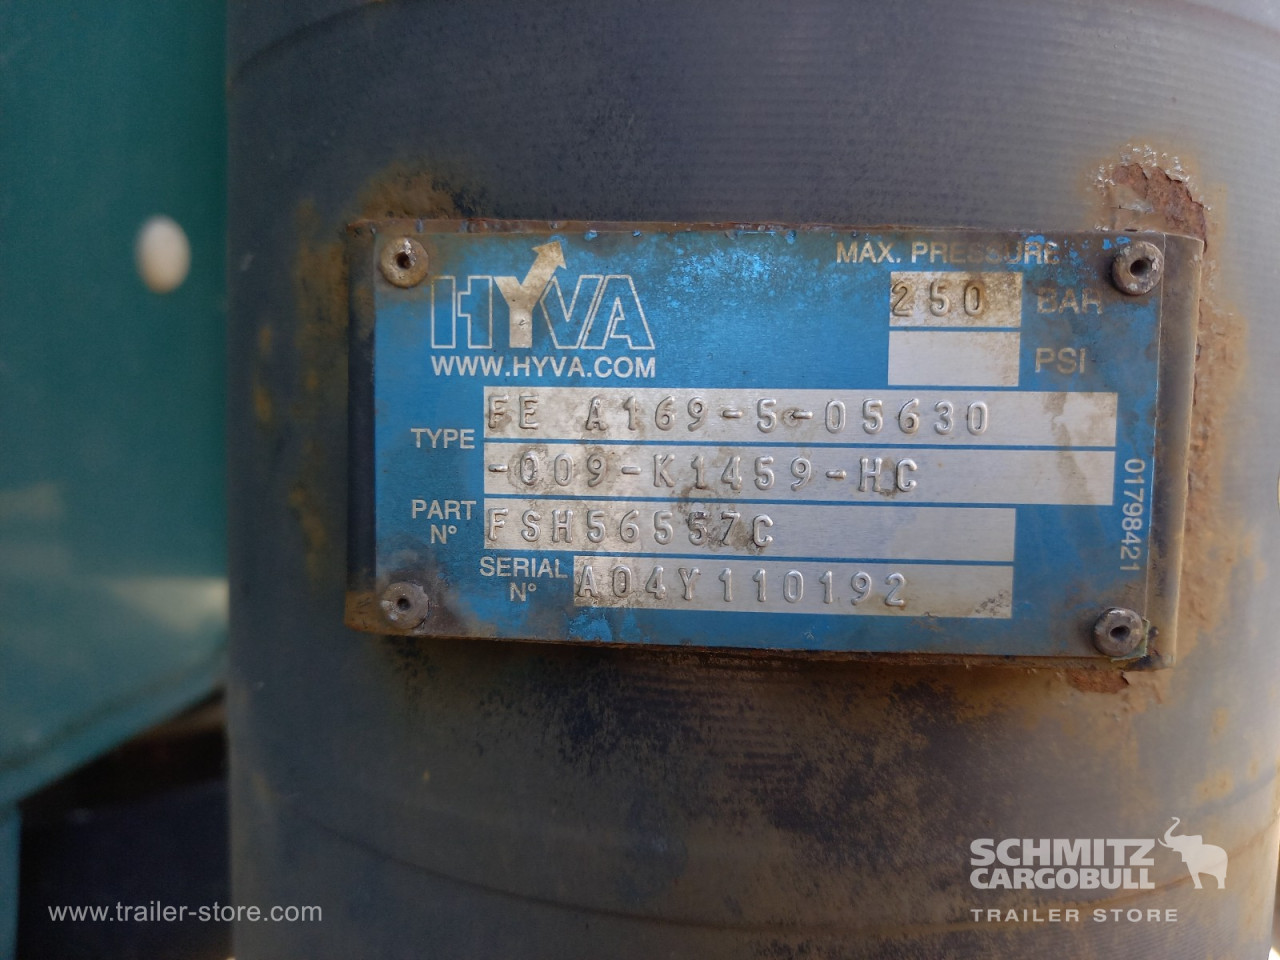 HYVA
WWW.HYVA.COM
MAX. PRESSURE
250 BAR
PSI
TYPE FE A169-5-05630
-009-K1459-HC
PART N° FSH56557C
SERIAL N° A04Y110192
01798421
www.trailer-store.com
SCHMITZ
CARGOBULL
TRAILER STORE